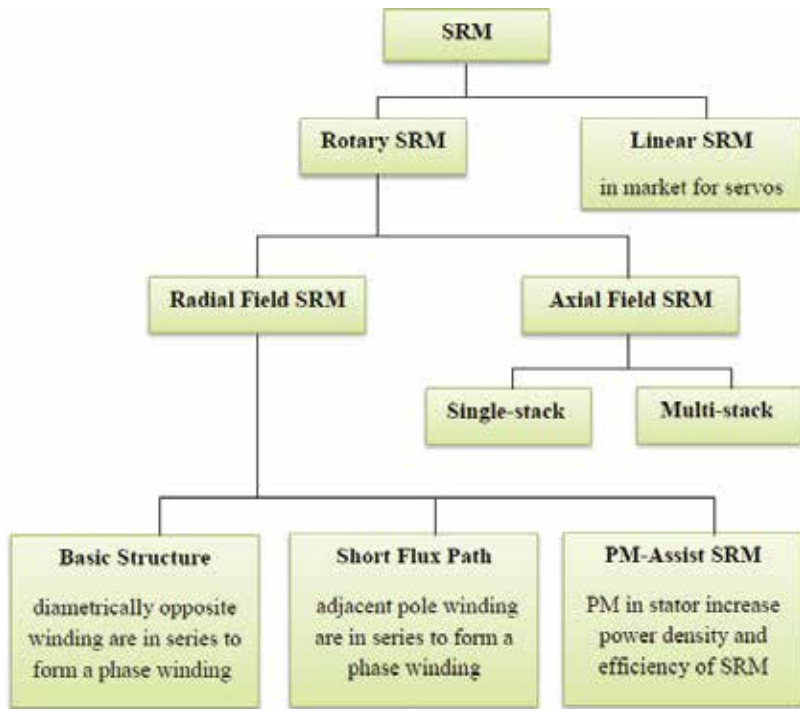 SRM
Rotary SRM
Linear SRM
in market for servos
Radial Field SRM
Axial Field SRM
Single-stack
Multi-stack
Basic Structure
diametrically opposite
winding are in series to
form a phase winding
Short Flux Path
adjacent pole winding
are in series to form a
phase winding
PM-Assist SRM
PM in stator increase
power density and
efficiency of SRM